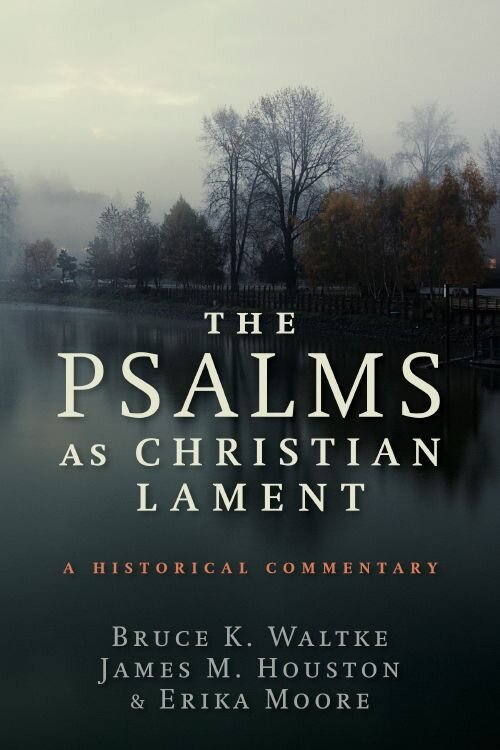 THE
PSALMS
AS CHRISTIAN
LAMENT
A HISTORICAL COMMENTARY
BRUCE K. WALTKE
JAMES M. HOUSTON
& ERIKA MOORE